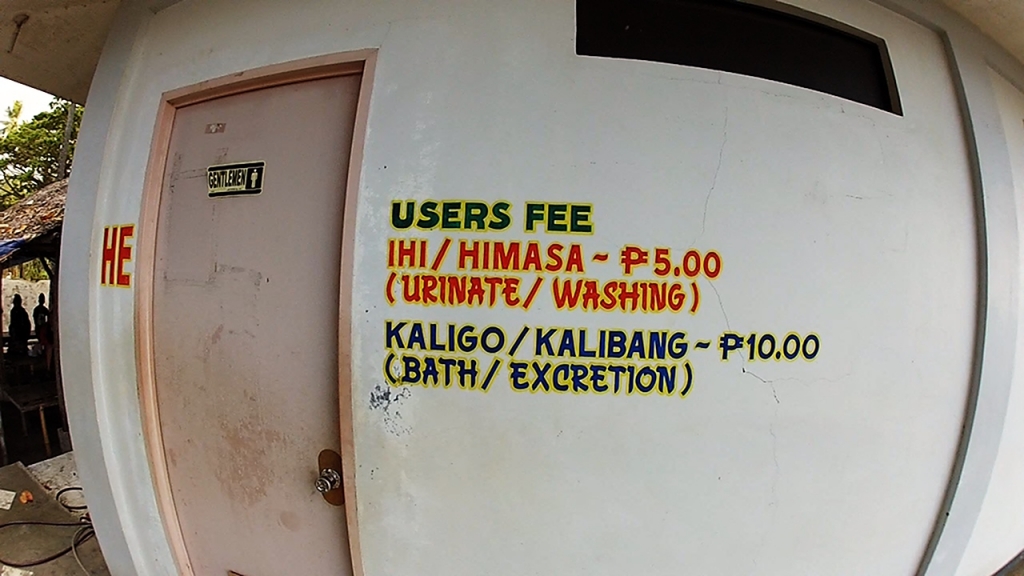 GENTLEMEN
HE
USERS FEE
IHI / HIMASA ~ ₱5.00
(URINATE / WASHING)
KALIGO / KALIBANG ~ ₱10.00
(BATH / EXCRETION)